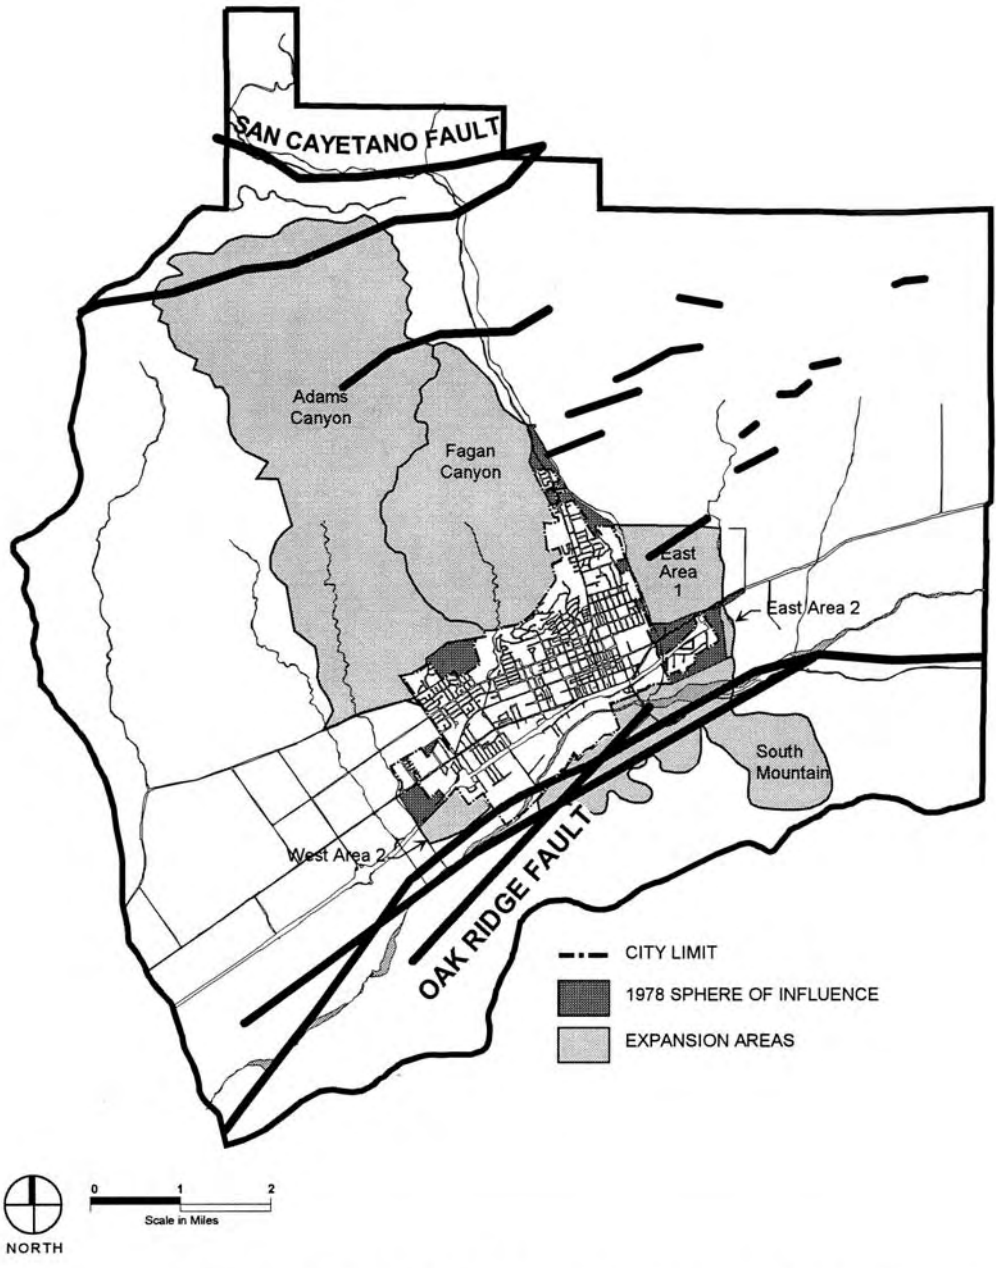 SAN CAYETANO FAULT
Adams
Canyon
Fagan
Canyon
East
Area
1
East Area 2
South
Mountain
West Area 2
OAK RIDGE FAULT
CITY LIMIT
1978 SPHERE OF INFLUENCE
EXPANSION AREAS
0 1 2
Scale in Miles
NORTH